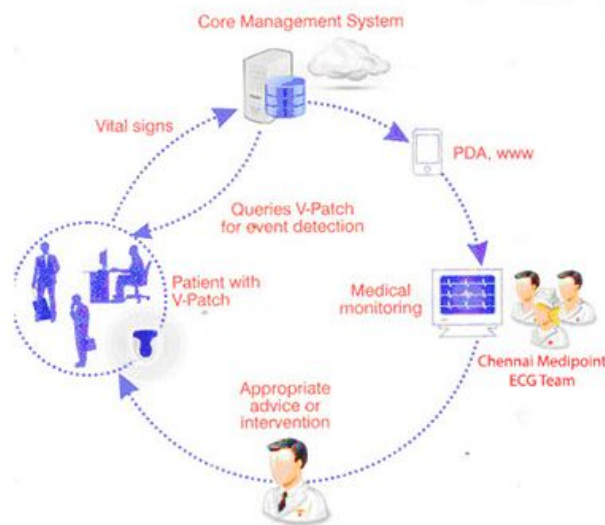 Core Management System
Vital signs
PDA, www
Queries V-Patch
for event detection
Patient with
V-Patch
Medical
monitoring
Chennai Medipoint
ECG Team
Appropriate
advice or
intervention